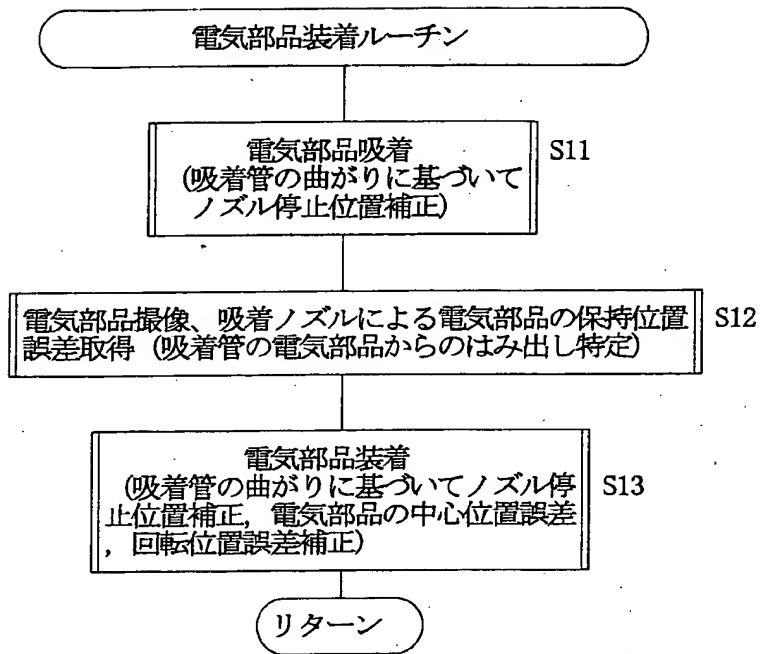 電気部品装着ルーチン
電気部品吸着
(吸着管の曲がりに基づいて
ノズル停止位置補正)
S11
電気部品撮像、吸着ノズルによる電気部品の保持位置
誤差取得 (吸着管の電気部品からのはみ出し特定)
S12
電気部品装着
(吸着管の曲がりに基づいてノズル停
止位置補正, 電気部品の中心位置誤差
, 回転位置誤差補正)
S13
リターン